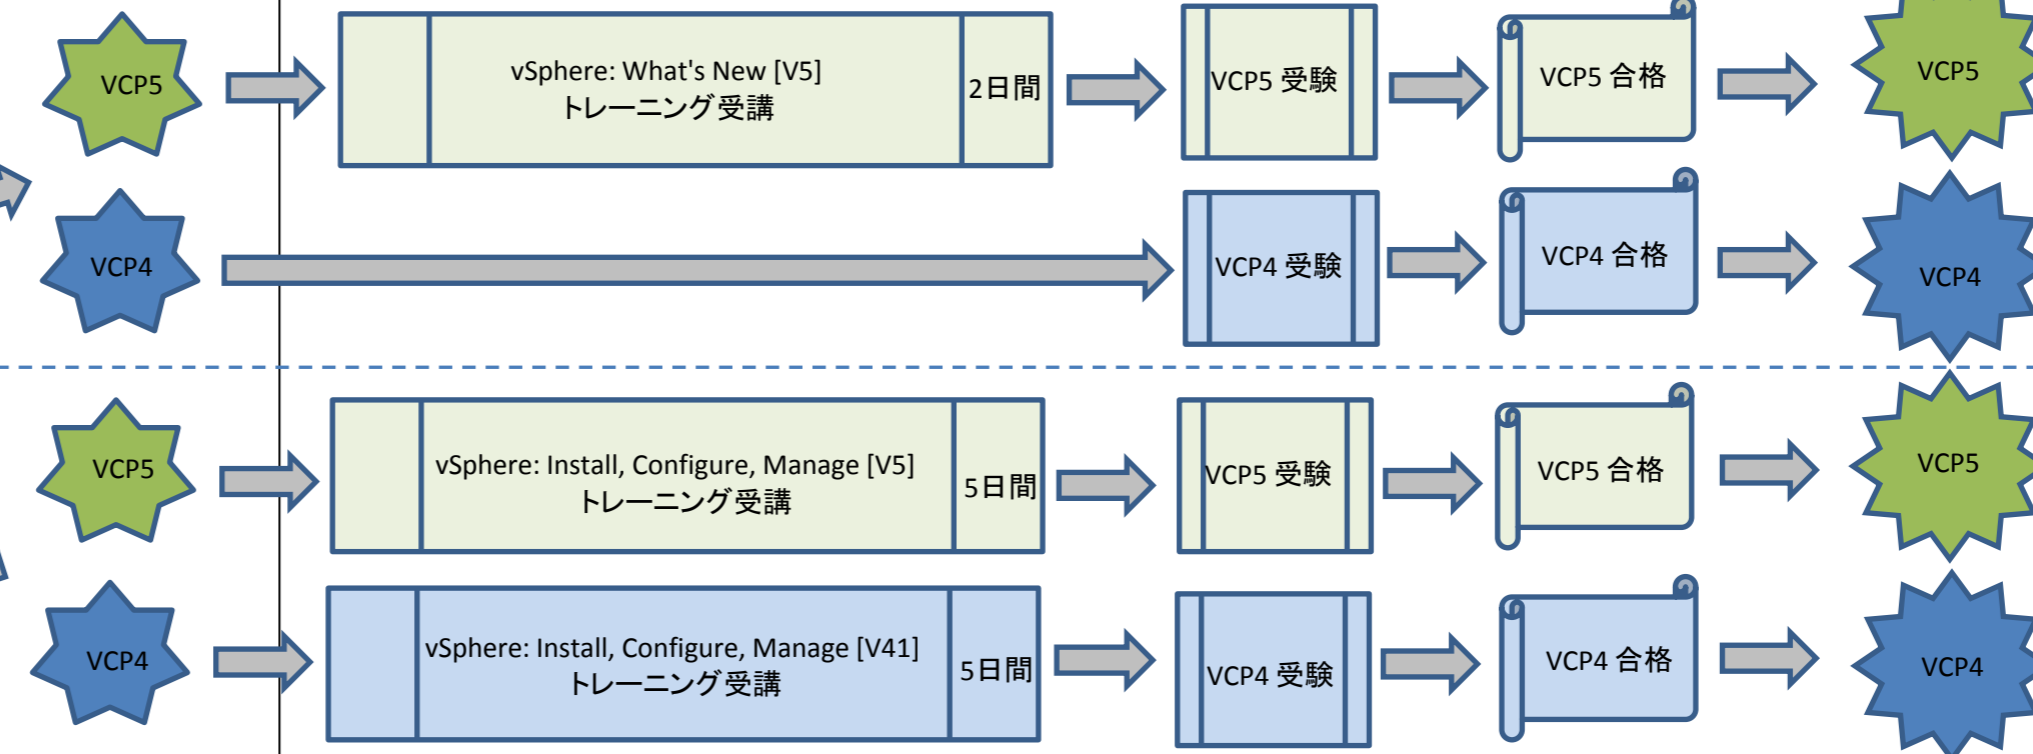 VCP5
vSphere: What's New [V5]
トレーニング受講
2日間
VCP5 受験
VCP5 合格
VCP5
VCP4
VCP4 受験
VCP4 合格
VCP4
VCP5
vSphere: Install, Configure, Manage [V5]
トレーニング受講
5日間
VCP5 受験
VCP5 合格
VCP5
VCP4
vSphere: Install, Configure, Manage [V41]
トレーニング受講
5日間
VCP4 受験
VCP4 合格
VCP4